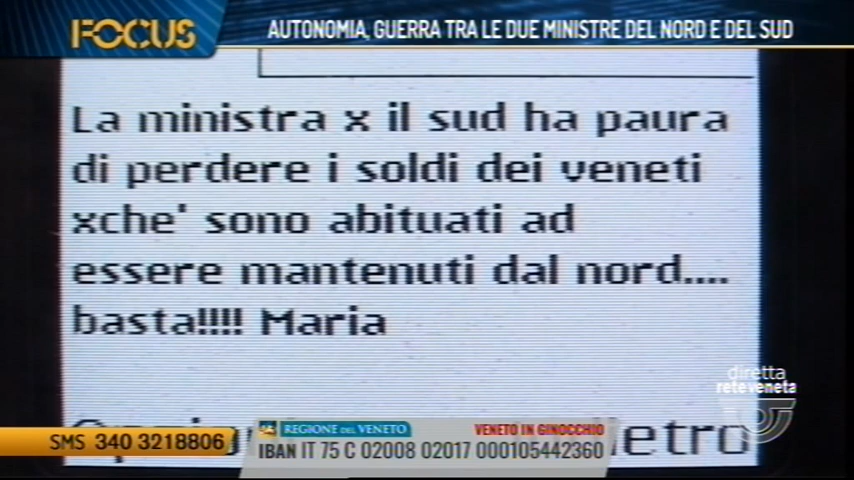 FOCUS
AUTONOMIA, GUERRA TRA LE DUE MINISTRE DEL NORD E DEL SUD
La ministra x il sud ha paura
di perdere i soldi dei veneti
xche' sono abituati ad
essere mantenuti dal nord....
basta!!!! Maria
diretta
reteveneta
SMS 340 3218806
REGIONE DEL VENETO
VENETO IN GINOCCHIO
IBAN IT 75 C 02008 02017 000105442360